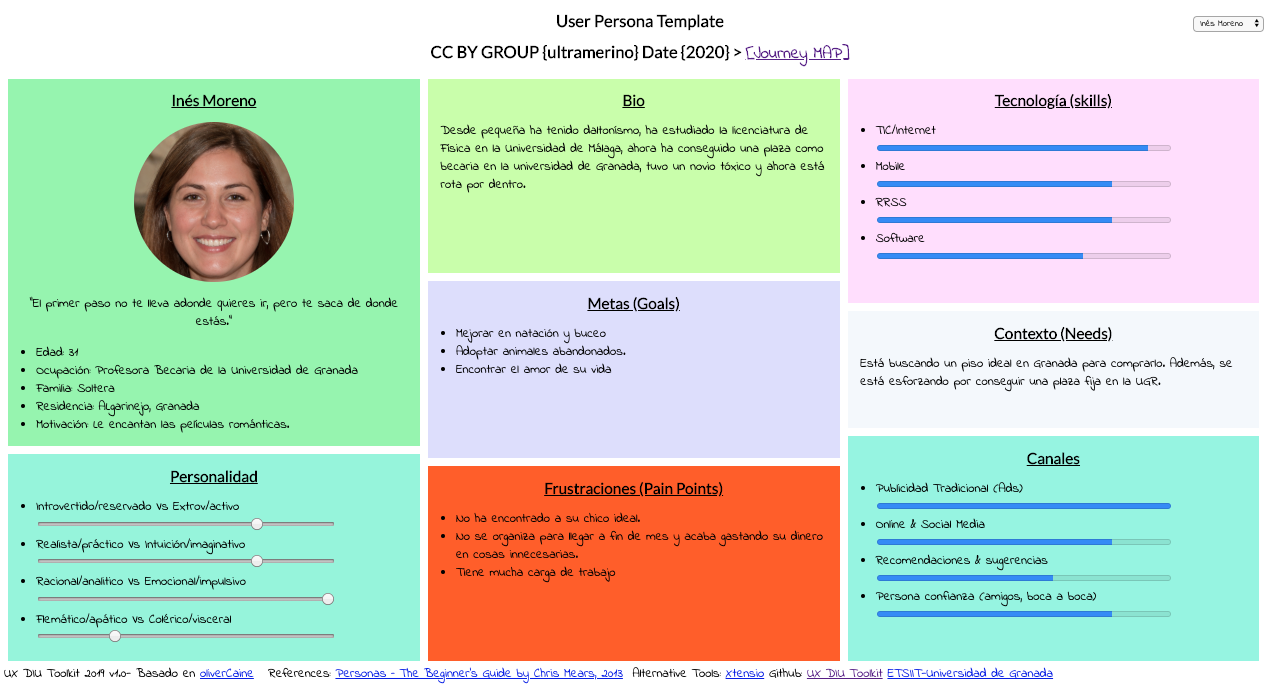 User Persona Template
Inés Moreno
CC BY GROUP {ultramerino} Date {2020} > [Journey MAP]
Inés Moreno
"El primer paso no te lleva adonde quieres ir, pero te saca de donde
estás."
Edad: 31
Ocupación: Profesora Becaria de la Universidad de Granada
Familia: Soltera
Residencia: Algarinejo, Granada
Motivación: Le encantan las películas románticas.
Personalidad
Introvertido/reservado Vs Extrov/activo
Realista/práctico Vs Intuición/imaginativo
Racional/analitico Vs Emocional/impulsivo
Flemático/apático Vs Colérico/visceral
Bio
Desde pequeña ha tenido daltonismo, ha estudiado la licenciatura de
Física en la Universidad de Málaga, ahora ha conseguido una plaza como
becaria en la universidad de Granada, tuvo un novio tóxico y ahora está
rota por dentro.
Metas (Goals)
Mejorar en natación y buceo
Adoptar animales abandonados.
Encontrar el amor de su vida
Frustraciones (Pain Points)
No ha encontrado a su chico ideal.
No se organiza para llegar a fin de mes y acaba gastando su dinero
en cosas innecesarias.
Tiene mucha carga de trabajo
Tecnología (skills)
TIC/Internet
Mobile
RRSS
Software
Contexto (Needs)
Está buscando un piso ideal en Granada para comprarlo. Además, se
está esforzando por conseguir una plaza fija en la UGR.
Canales
Publicidad Tradicional (Ads)
Online & Social Media
Recomendaciones & sugerencias
Persona confianza (amigos, boca a boca)
UX DIU Toolkit 2019 v1.0- Basado en oliverCaine References: Personas - The Beginner's Guide by Chris Mears, 2013 Alternative Tools: Xtensio Github: UX DIU Toolkit ETSIIT-Universidad de Granada